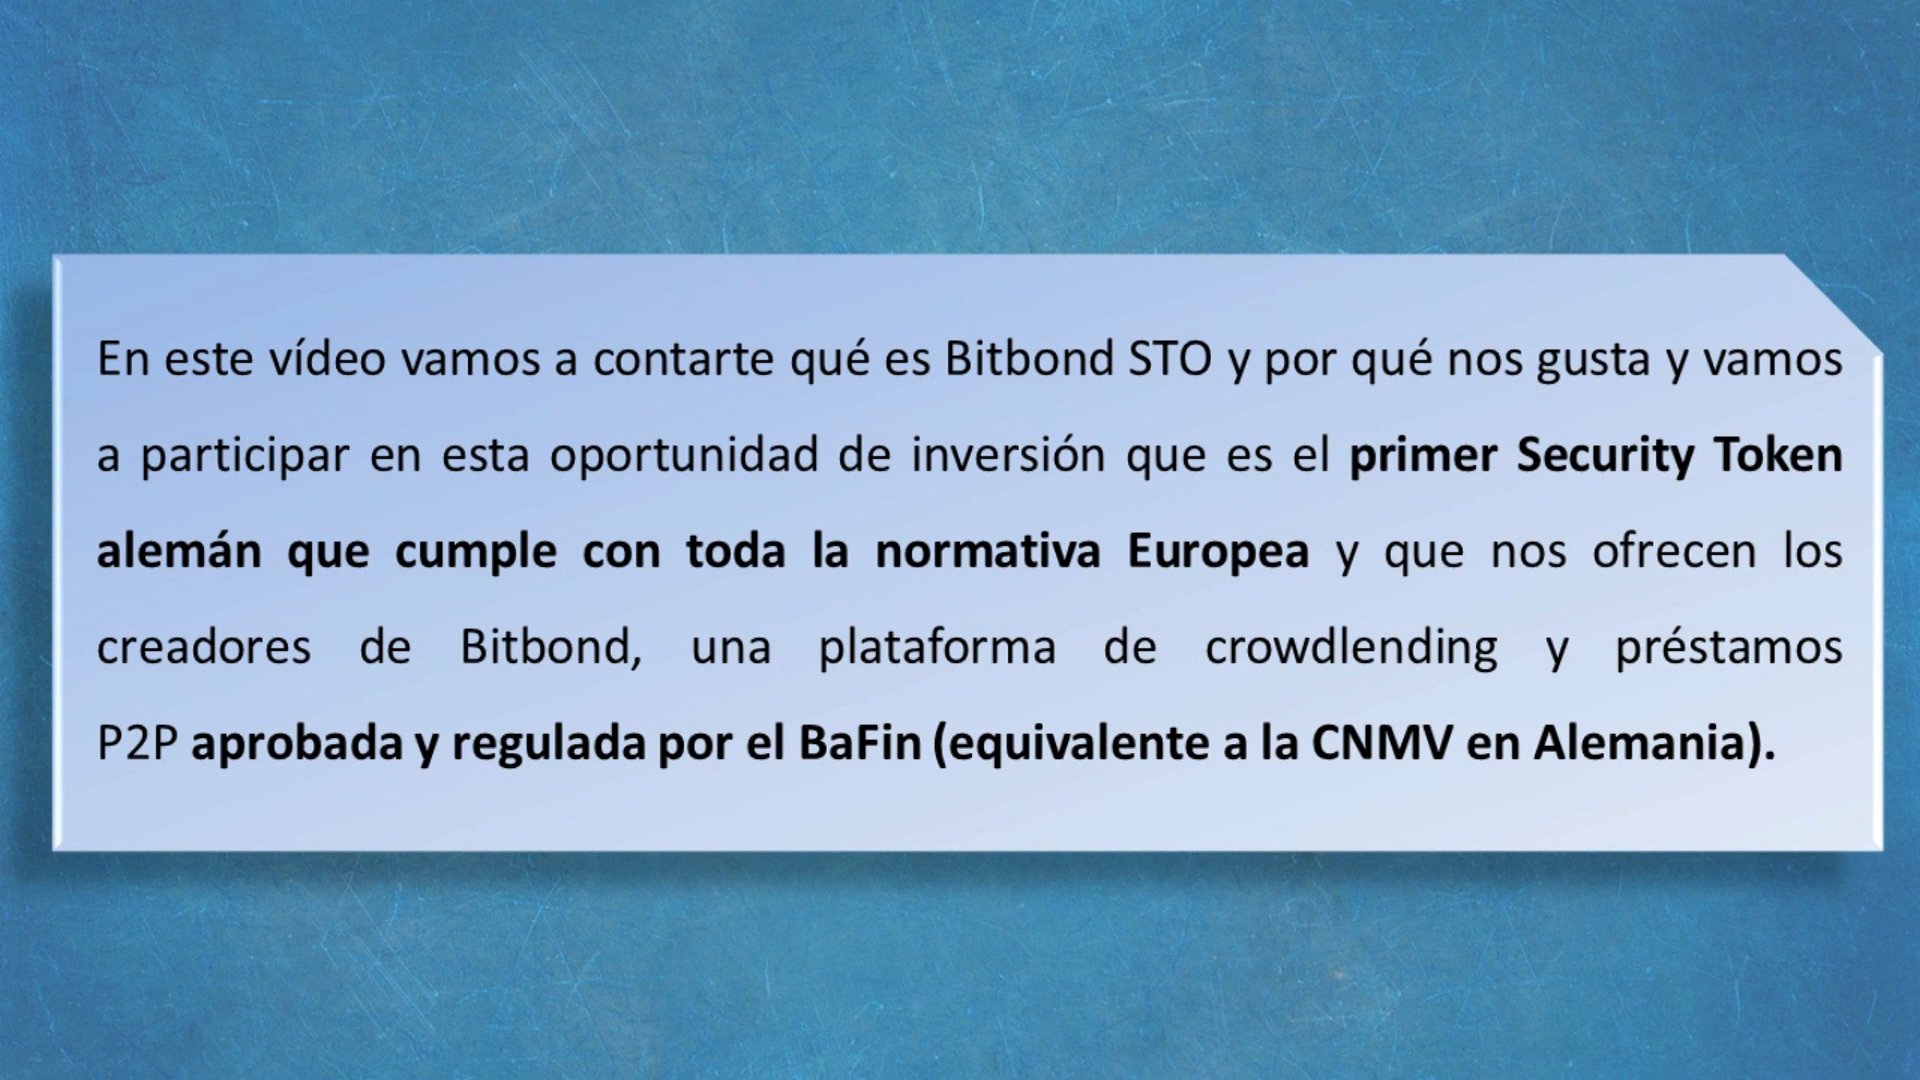 En este vídeo vamos a contarte qué es Bitbond STO y por qué nos gusta y vamos
a participar en esta oportunidad de inversión que es el primer Security Token
alemán que cumple con toda la normativa Europea y que nos ofrecen los
creadores de Bitbond, una plataforma de crowdlending y préstamos
P2P aprobada y regulada por el BaFin (equivalente a la CNMV en Alemania).